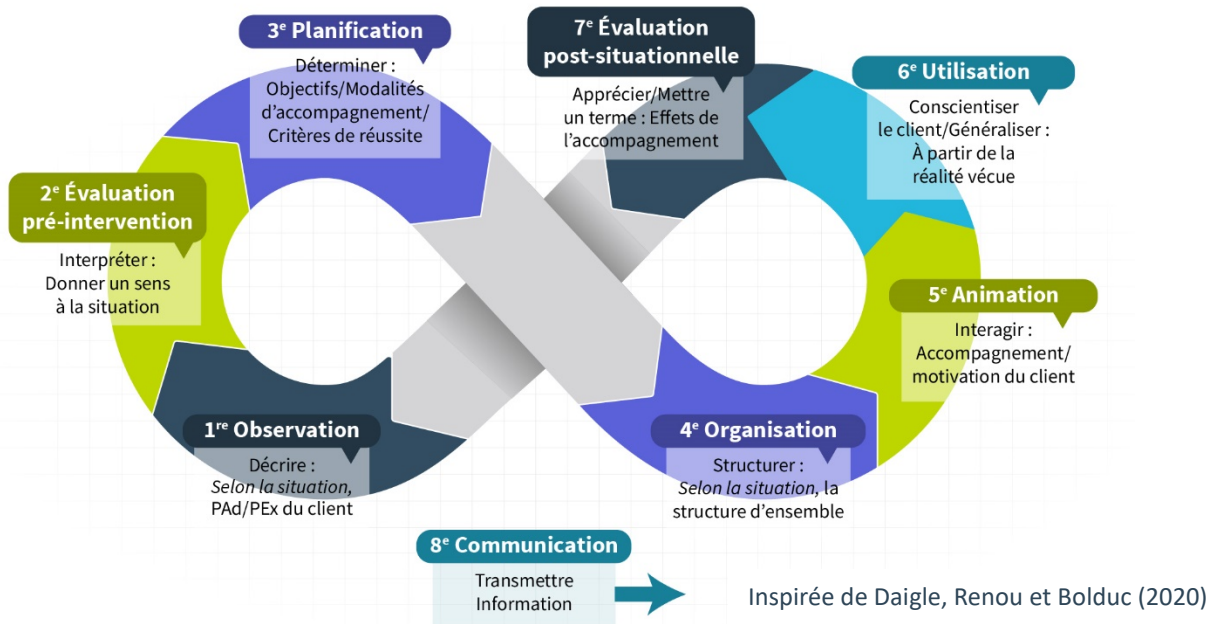 3e Planification
Déterminer :
Objectifs/Modalités
d'accompagnement/
Critères de réussite
7e Évaluation
post-situationnelle
Apprécier/Mettre
un terme : Effets de
l'accompagnement
6e Utilisation
Conscientiser
le client/Généraliser :
À partir de la
réalité vécue
2e Évaluation
pré-intervention
Interpréter :
Donner un sens
à la situation
5e Animation
Interagir :
Accompagnement/
motivation du client
1re Observation
Décrire :
Selon la situation,
PAd/PEx du client
4e Organisation
Structurer :
Selon la situation, la
structure d'ensemble
8e Communication
Transmettre
Information
Inspirée de Daigle, Renou et Bolduc (2020)